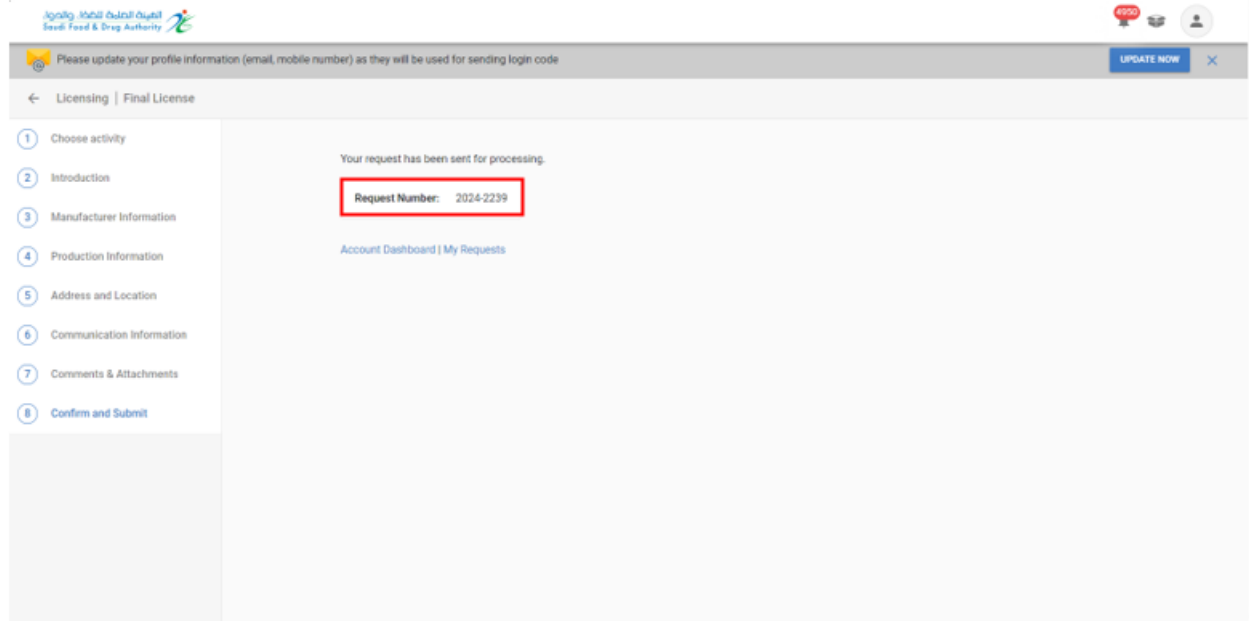 الهيئة العامة للغذاء والدواء
Saudi Food & Drug Authority
4950
Please update your profile information (email, mobile number) as they will be used for sending login code
UPDATE NOW
Licensing | Final License
1 Choose activity
2 Introduction
3 Manufacturer Information
4 Production Information
5 Address and Location
6 Communication Information
7 Comments & Attachments
8 Confirm and Submit
Your request has been sent for processing.
Request Number: 2024-2239
Account Dashboard | My Requests